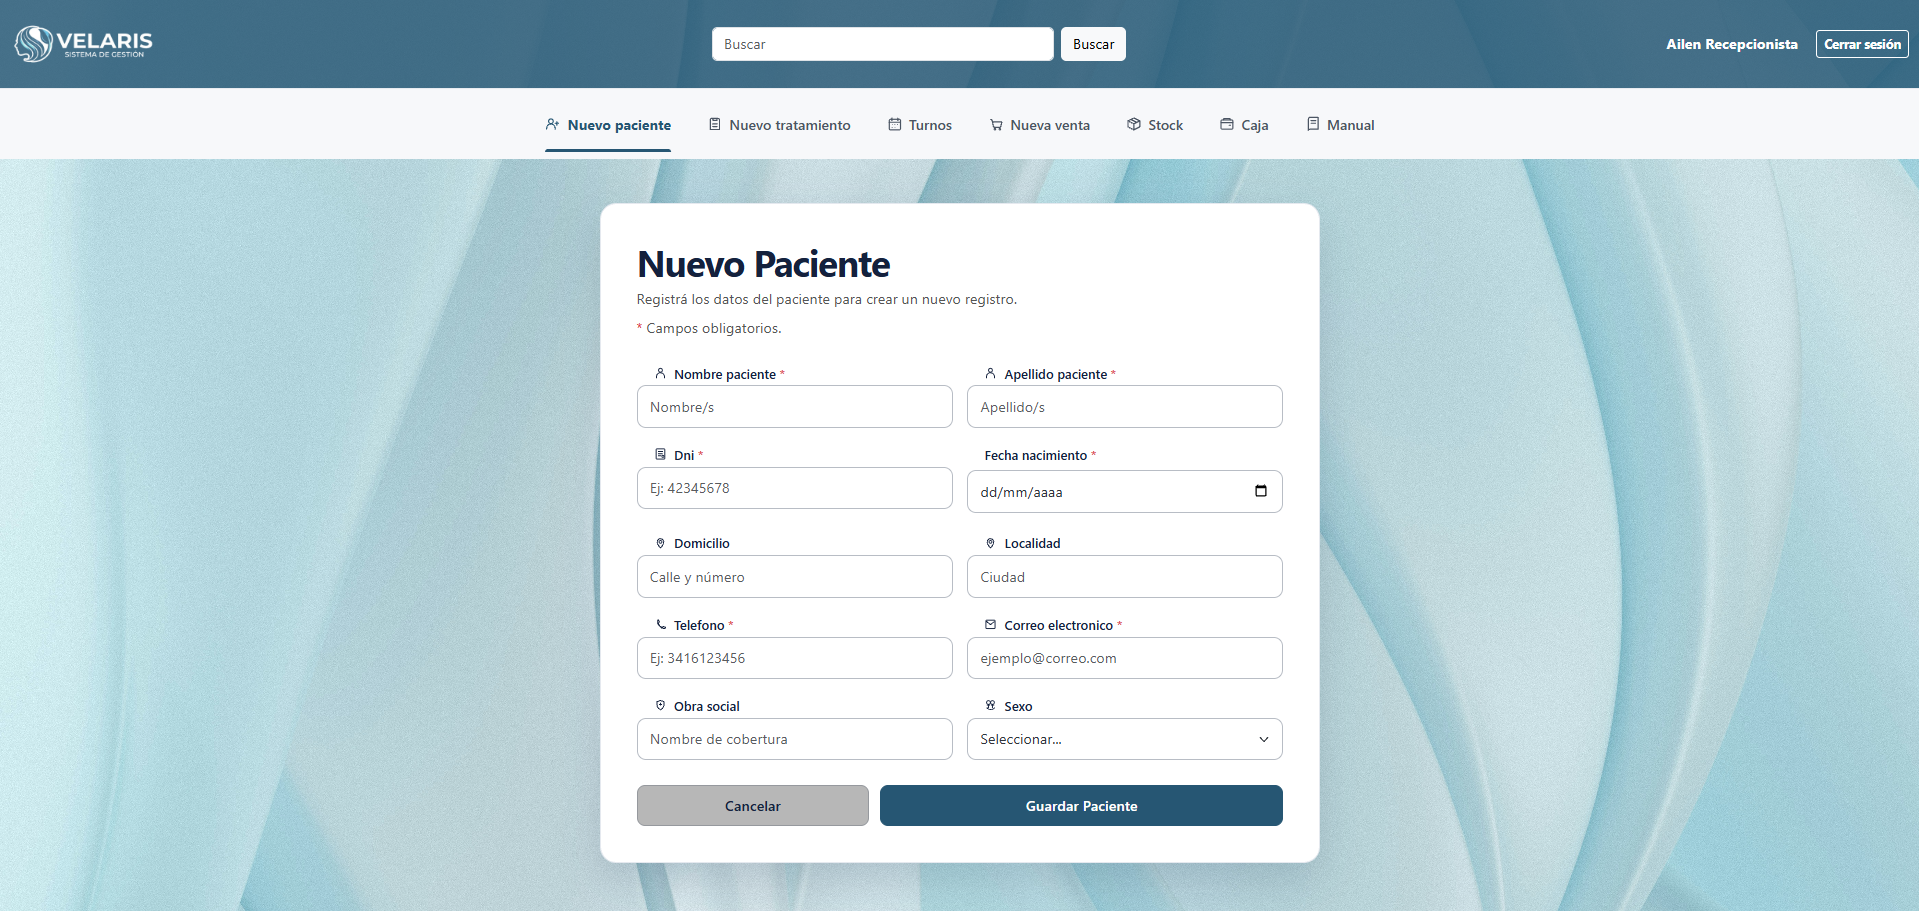 VELARIS
SISTEMA DE GESTIÓN
Buscar
Buscar
Ailen Recepcionista
Cerrar sesión
Nuevo paciente
Nuevo tratamiento
Turnos
Nueva venta
Stock
Caja
Manual
Nuevo Paciente
Registrá los datos del paciente para crear un nuevo registro.
* Campos obligatorios.
Nombre paciente *
Apellido paciente *
Nombre/s
Apellido/s
Dni *
Fecha nacimiento *
Ej: 42345678
dd/mm/aaaa
Domicilio
Localidad
Calle y número
Ciudad
Telefono *
Correo electronico *
Ej: 3416123456
ejemplo@correo.com
Obra social
Sexo
Nombre de cobertura
Seleccionar...
Cancelar
Guardar Paciente